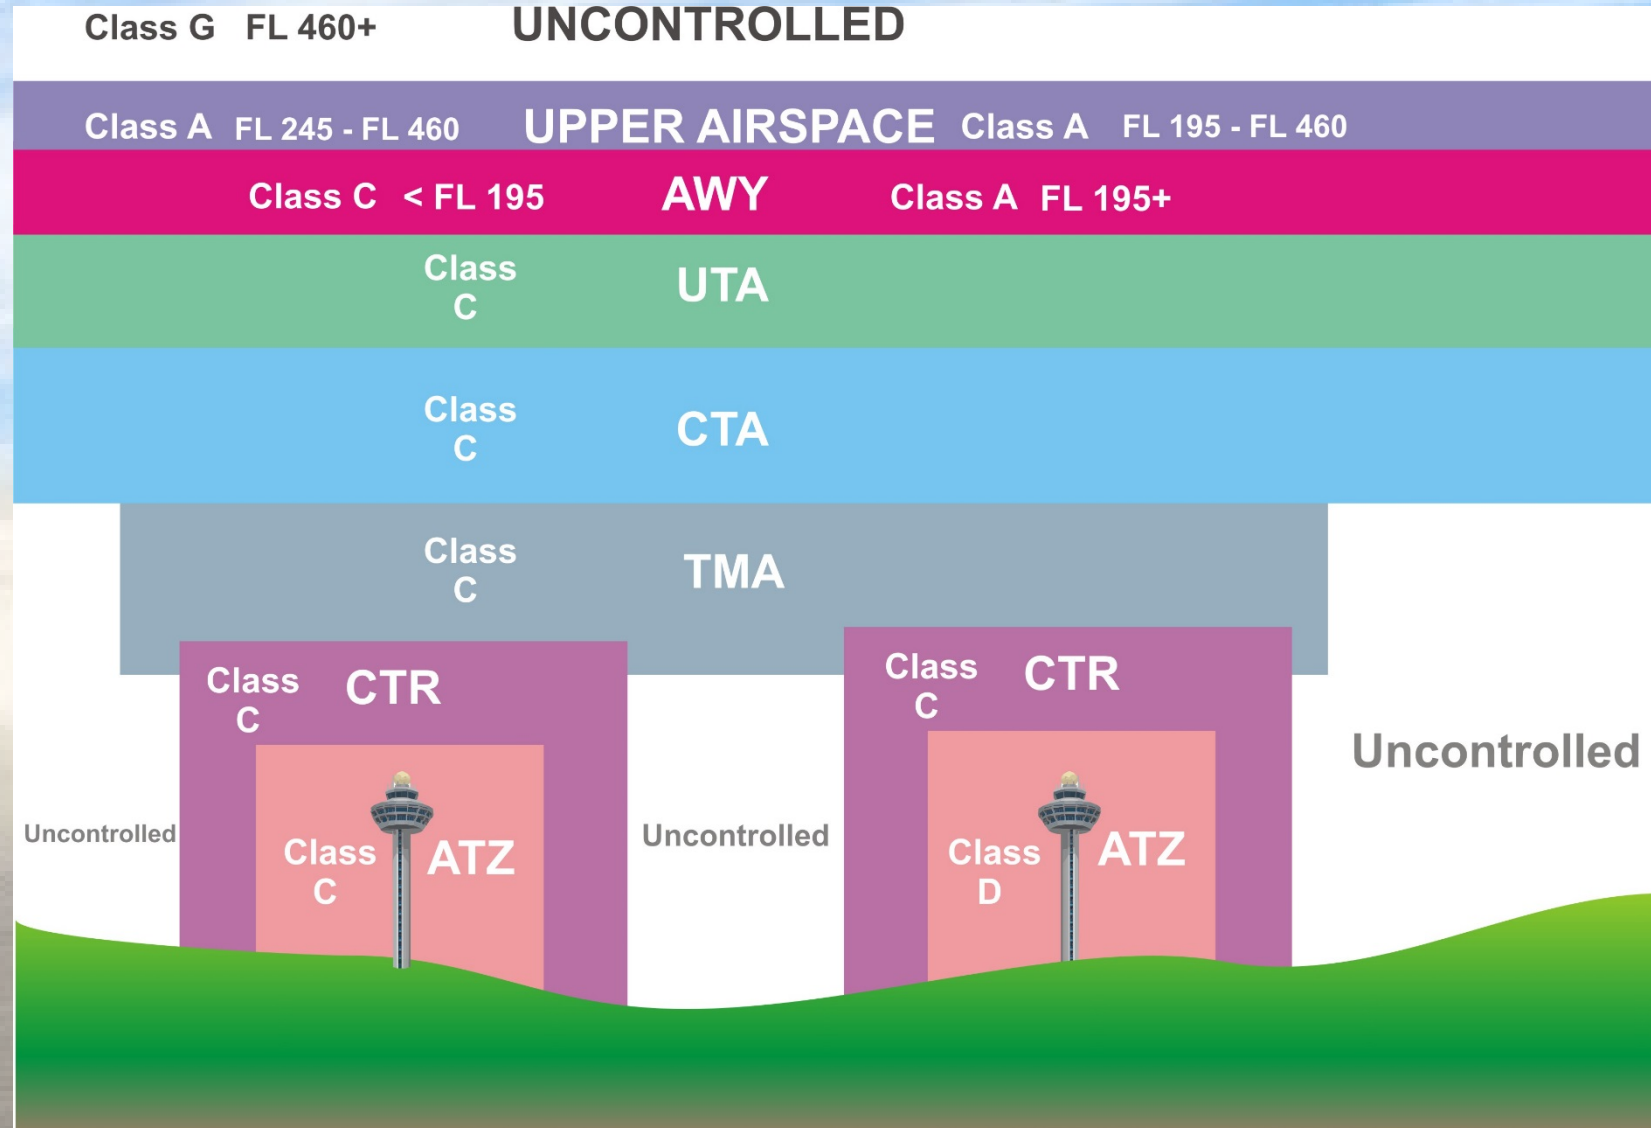 Class G FL 460+ UNCONTROLLED
Class A FL 245 - FL 460 UPPER AIRSPACE Class A FL 195 - FL 460
Class C < FL 195 AWY Class A FL 195+
Class
C
UTA
Class
C
CTA
Class
C
TMA
Class
C
CTR
Class
C
CTR
Uncontrolled
Uncontrolled
Class
C
ATZ
Uncontrolled
Class
D
ATZ